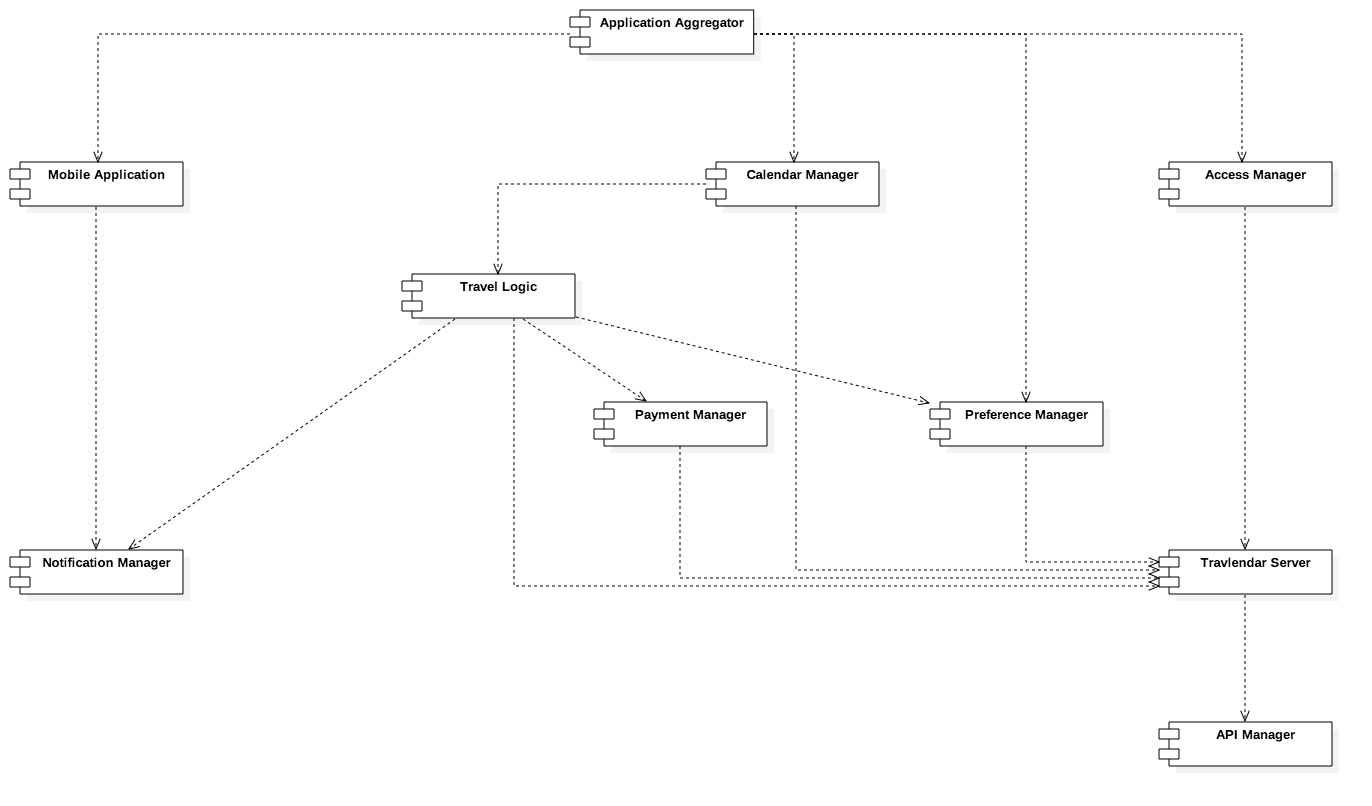 Application Aggregator
Mobile Application
Calendar Manager
Access Manager
Travel Logic
Payment Manager
Preference Manager
Notification Manager
Travlendar Server
API Manager